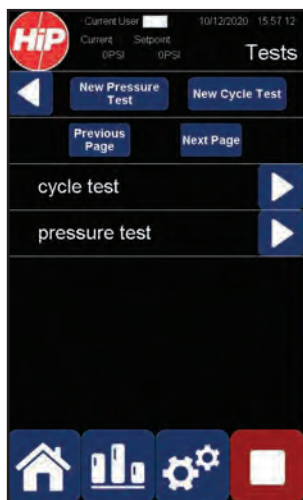 HiP
Current User
10/12/2020 15:57:12
Current Setpoint
0PSI 0PSI
Tests
New Pressure
Test
New Cycle Test
Previous
Page
Next Page
cycle test
pressure test